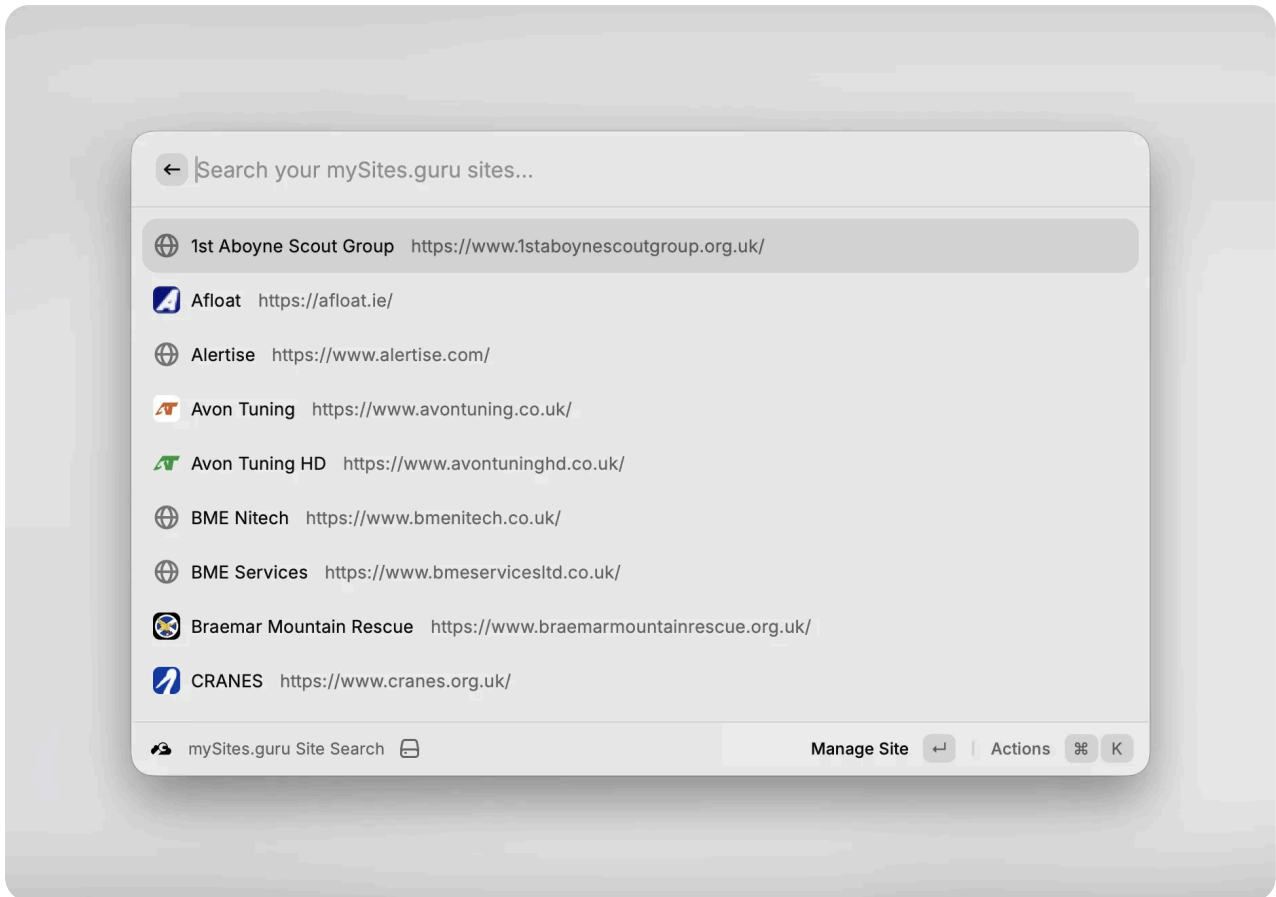 Search your mySites.guru sites...
1st Aboyne Scout Group https://www.1staboynescoutgroup.org.uk/
Afloat https://afloat.ie/
Alertise https://www.alertise.com/
Avon Tuning https://www.avontuning.co.uk/
Avon Tuning HD https://www.avontuninghd.co.uk/
BME Nitech https://www.bmenitech.co.uk/
BME Services https://www.bmeservicesltd.co.uk/
Braemar Mountain Rescue https://www.braemarmountainrescue.org.uk/
CRANES https://www.cranes.org.uk/
mySites.guru Site Search Manage Site ↵ | Actions ⌘ K